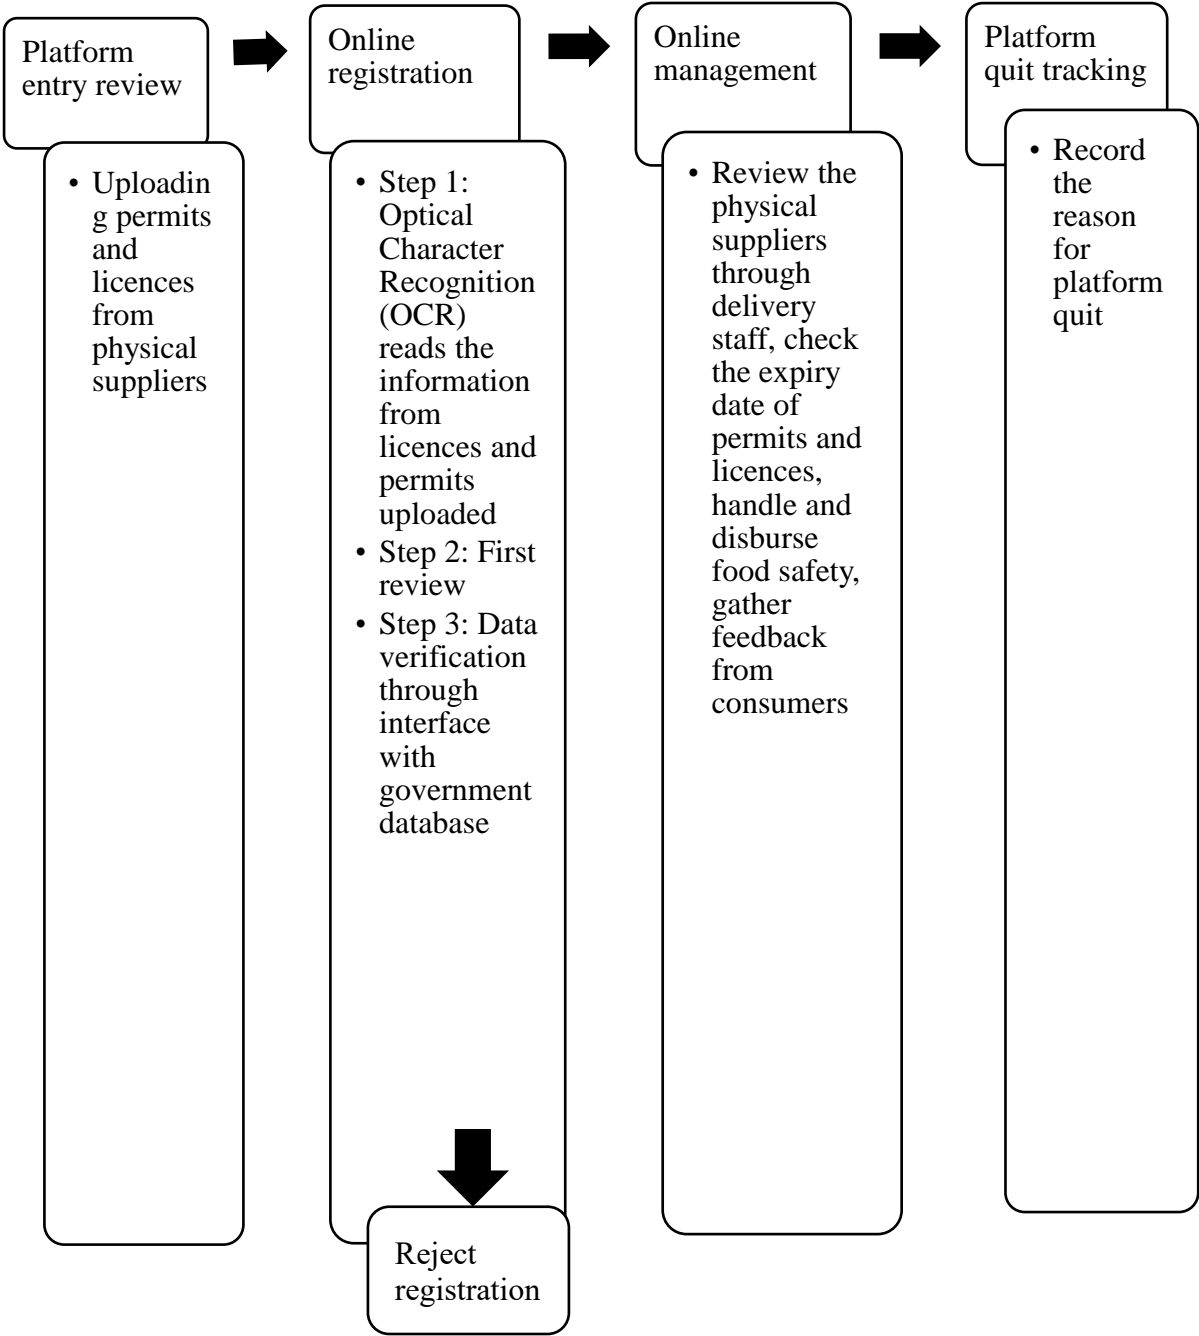 Platform
entry review
• Uploadin
g permits
and
licences
from
physical
suppliers
Online
registration
• Step 1:
Optical
Character
Recognition
(OCR)
reads the
information
from
licences and
permits
uploaded
• Step 2: First
review
• Step 3: Data
verification
through
interface
with
government
database
Reject
registration
Online
management
• Review the
physical
suppliers
through
delivery
staff, check
the expiry
date of
permits and
licences,
handle and
disburse
food safety,
gather
feedback
from
consumers
Platform
quit tracking
• Record
the
reason
for
platform
quit